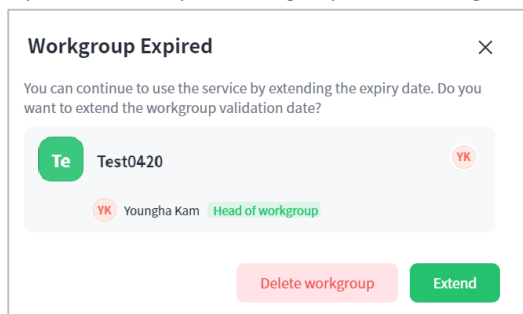 Workgroup Expired
You can continue to use the service by extending the expiry date. Do you
want to extend the workgroup validation date?
Te Test0420 YK
YK Youngha Kam Head of workgroup
Delete workgroup Extend